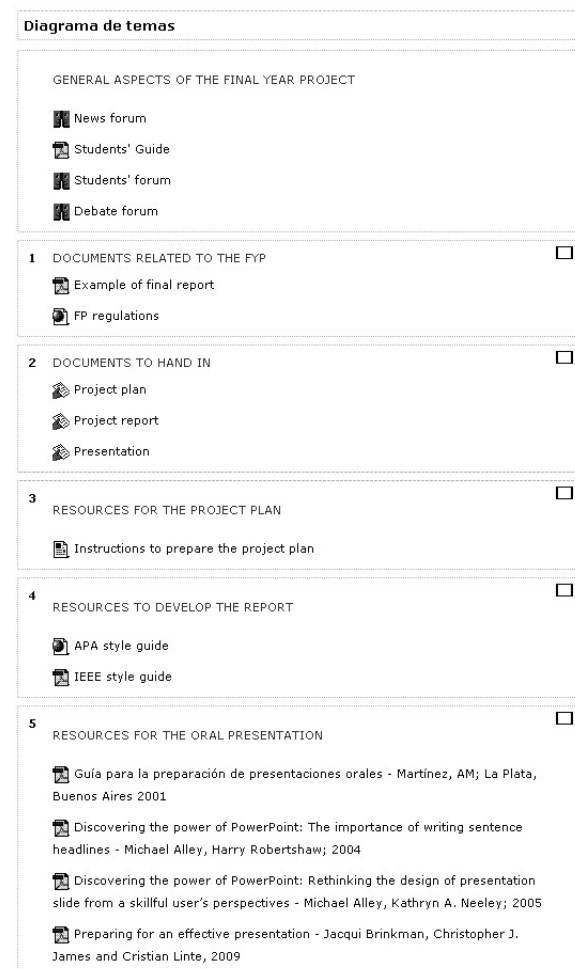 Diagrama de temas
GENERAL ASPECTS OF THE FINAL YEAR PROJECT
News forum
Students' Guide
Students' forum
Debate forum
1 DOCUMENTS RELATED TO THE FYP
Example of final report
FP regulations
2 DOCUMENTS TO HAND IN
Project plan
Project report
Presentation
3
RESOURCES FOR THE PROJECT PLAN
Instructions to prepare the project plan
4
RESOURCES TO DEVELOP THE REPORT
APA style guide
IEEE style guide
5
RESOURCES FOR THE ORAL PRESENTATION
Guía para la preparación de presentaciones orales - Martínez, AM; La Plata,
Buenos Aires 2001
Discovering the power of PowerPoint: The importance of writing sentence
headlines - Michael Alley, Harry Robertshaw; 2004
Discovering the power of PowerPoint: Rethinking the design of presentation
slide from a skillful user's perspectives - Michael Alley, Kathryn A. Neeley; 2005
Preparing for an effective presentation - Jacqui Brinkman, Christopher J.
James and Cristian Linte, 2009